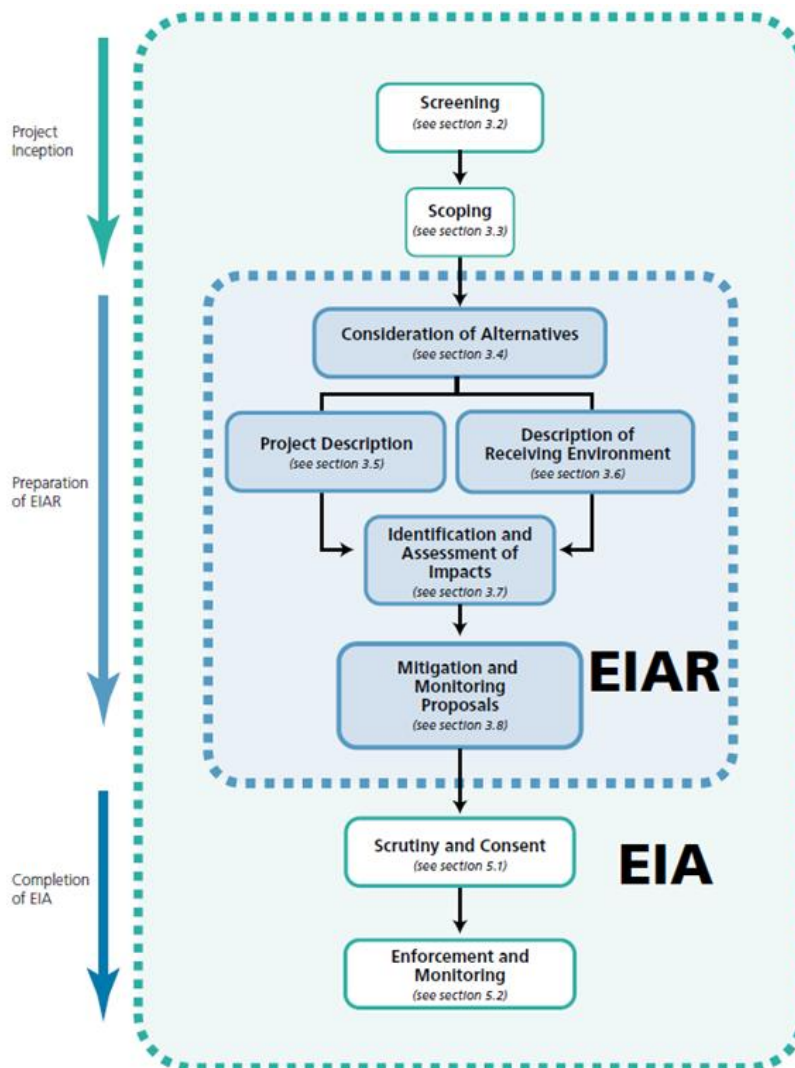 Project
Inception
Screening
(see section 3.2)
Scoping
(see section 3.3)
Preparation
of EIAR
Consideration of Alternatives
(see section 3.4)
Project Description
(see section 3.5)
Description of
Receiving Environment
(see section 3.6)
Identification and
Assessment of
Impacts
(see section 3.7)
Mitigation and
Monitoring
Proposals
(see section 3.8)
EIAR
Completion
of EIA
Scrutiny and Consent
(see section 5.1)
EIA
Enforcement and
Monitoring
(see section 5.2)